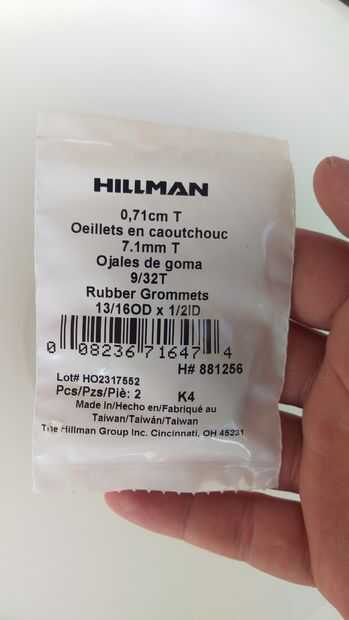 HILLMAN
0,71cm T
Oeillets en caoutchouc
7.1mm T
Ojales de goma
9/32T
Rubber Grommets
13/16OD x 1/2ID
0 08236 71647 4
H# 881256
Lot# HO2317552
Pcs/Pzs/Piè: 2 K4
Made in/Hecho en/Fabriqué au
Taiwan/Taiwán/Taiwan
The Hillman Group Inc. Cincinnati, OH 45231